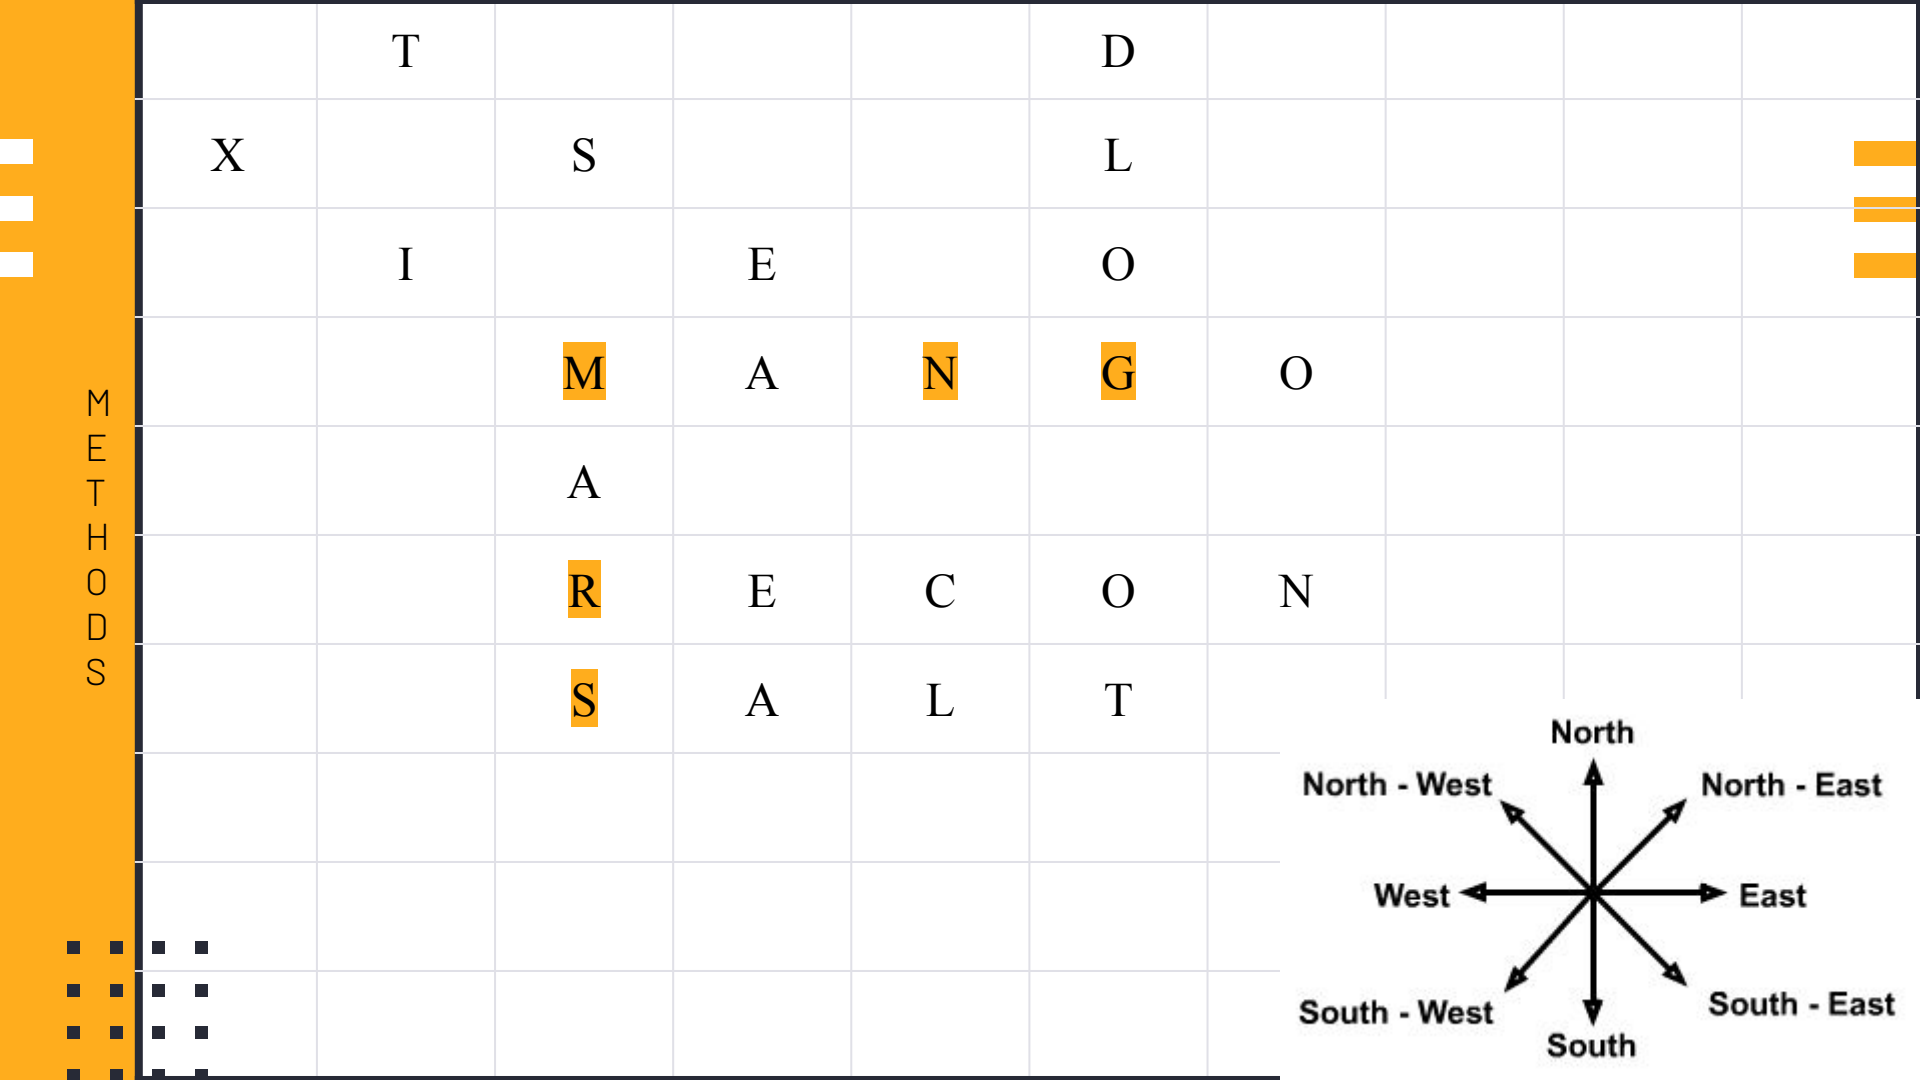 T D
X S L
I E O
M A N G O
A
R E C O N
S A L T
METHODS
North
North - West North - East
West East
South - West South - East
South